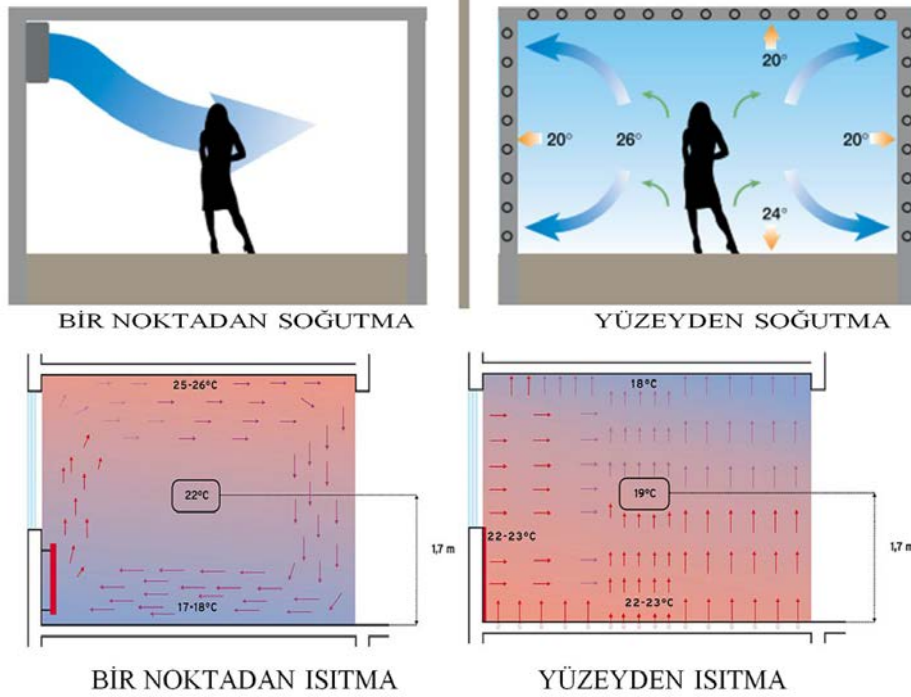 20°
20°
26°
20°
24°
BİR NOKTADAN SOĞUTMA
YÜZEYDEN SOĞUTMA
25-26°C
22°C
1,7 m
17-18°C
18°C
19°C
22-23°C
1,7 m
22-23°C
BİR NOKTADAN ISITMA
YÜZEYDEN ISITMA